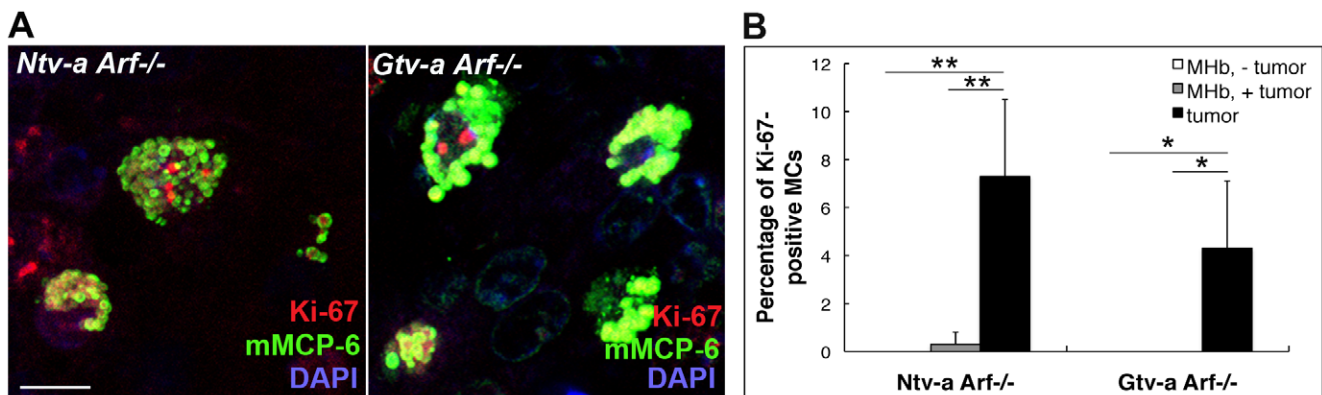 A
Ntv-a Arf-/-
Ki-67
mMCP-6
DAPI
Gtv-a Arf-/-
Ki-67
mMCP-6
DAPI
B
Percentage of Ki-67-
positive MCs
12
10
8
6
4
2
0
**
**
*
*
MHb, - tumor
MHb, + tumor
tumor
Ntv-a Arf-/-
Gtv-a Arf-/-